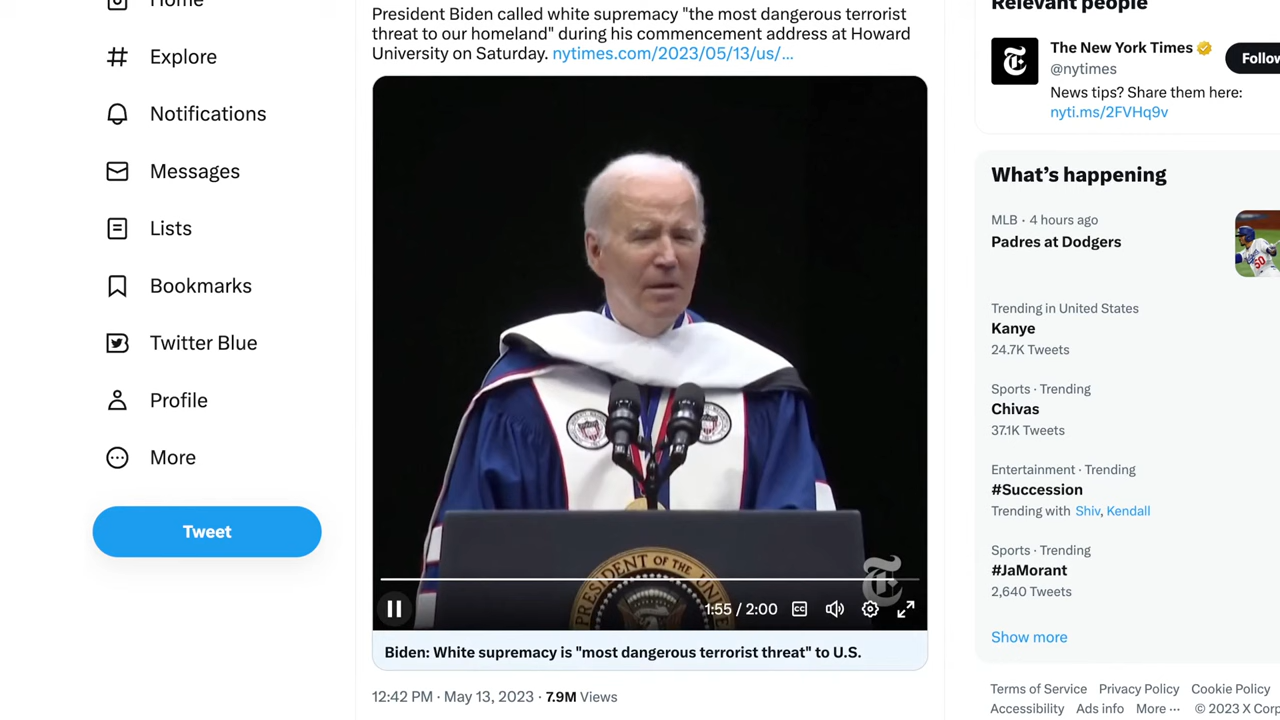 Home
Explore
Notifications
Messages
Lists
Bookmarks
Twitter Blue
Profile
More
Tweet
President Biden called white supremacy "the most dangerous terrorist
threat to our homeland" during his commencement address at Howard
University on Saturday. nytimes.com/2023/05/13/us/...
PRESIDENT OF THE UN
1:55 / 2:00
CC
Biden: White supremacy is "most dangerous terrorist threat" to U.S.
12:42 PM · May 13, 2023 · 7.9M Views
Relevant people
The New York Times
@nytimes
Follow
News tips? Share them here:
nyti.ms/2FVHq9v
What’s happening
MLB · 4 hours ago
Padres at Dodgers
50
Trending in United States
Kanye
24.7K Tweets
Sports · Trending
Chivas
37.1K Tweets
Entertainment · Trending
#Succession
Trending with Shiv, Kendall
Sports · Trending
#JaMorant
2,640 Tweets
Show more
Terms of Service Privacy Policy Cookie Policy
Accessibility Ads info More ··· © 2023 X Corp